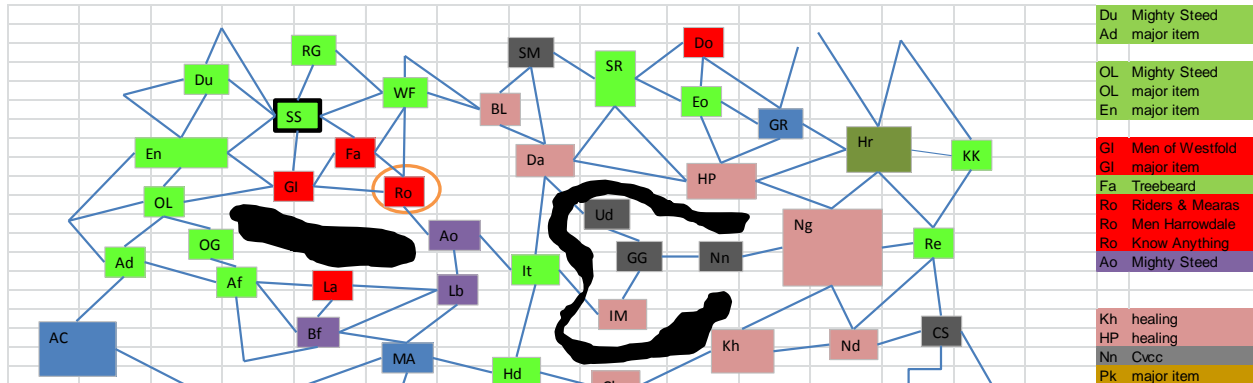 Du Mighty Steed
Ad major item
OL Mighty Steed
OL major item
En major item
Gl Men of Westfold
Gl major item
Fa Treebeard
Ro Riders & Mearas
Ro Men Harrowdale
Ro Know Anything
Ao Mighty Steed
Kh healing
HP healing
Nn Cvcc
Pk major item
RG
SM
Do
SR
Du
WF
Eo
BL
SS
GR
En
Fa
Da
Hr
KK
HP
Gl
Ro
OL
Ud
Ng
OG
Ao
GG
Nn
Re
Ad
It
Af
La
Lb
IM
AC
Bf
MA
Kh
Nd
CS
Hd